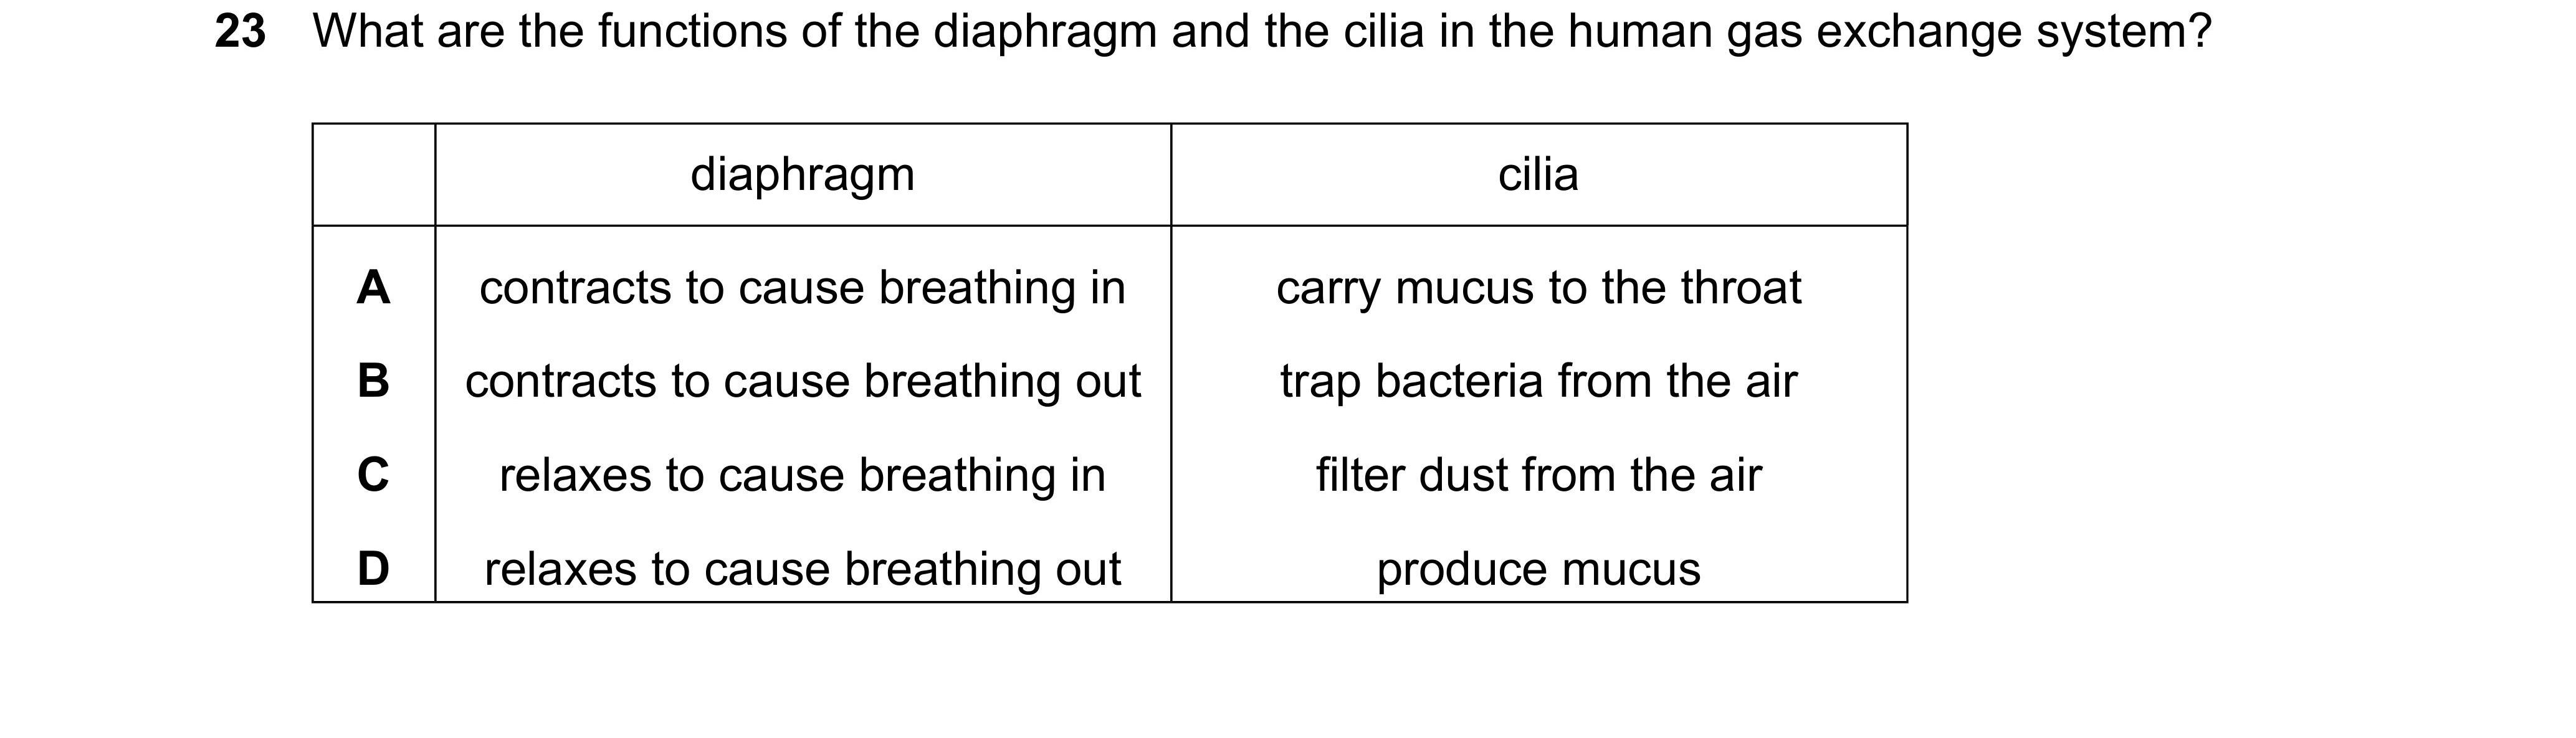 23 What are the functions of the diaphragm and the cilia in the human gas exchange system?
diaphragm cilia
A contracts to cause breathing in carry mucus to the throat
B contracts to cause breathing out trap bacteria from the air
C relaxes to cause breathing in filter dust from the air
D relaxes to cause breathing out produce mucus